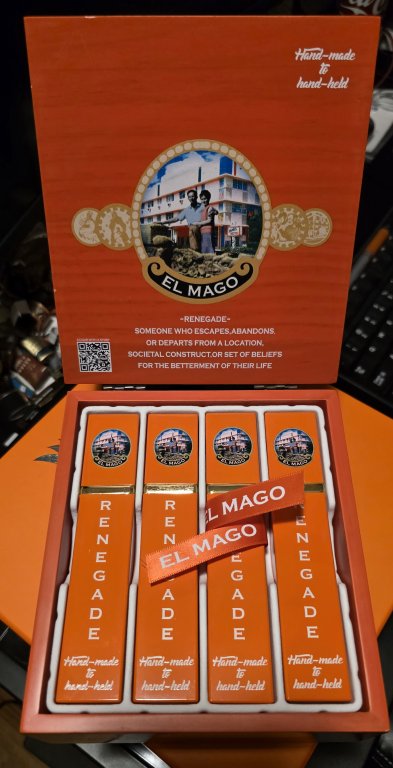 Hand-made
to
hand-held
EL MAGO
~RENEGADE~
SOMEONE WHO ESCAPES,ABANDONS,
OR DEPARTS FROM A LOCATION,
SOCIETAL CONSTRUCT,OR SET OF BELIEFS
FOR THE BETTERMENT OF THEIR LIFE
EL MAGO
EL MAGO
EL MAGO
EL MAGO
EL MAGO
EL MAGO
RENEGADE
RENEGADE
RENEGADE
RENEGADE
Hand-made
to
hand-held
Hand-made
to
hand-held
Hand-made
to
hand-held
Hand-made
to
hand-held